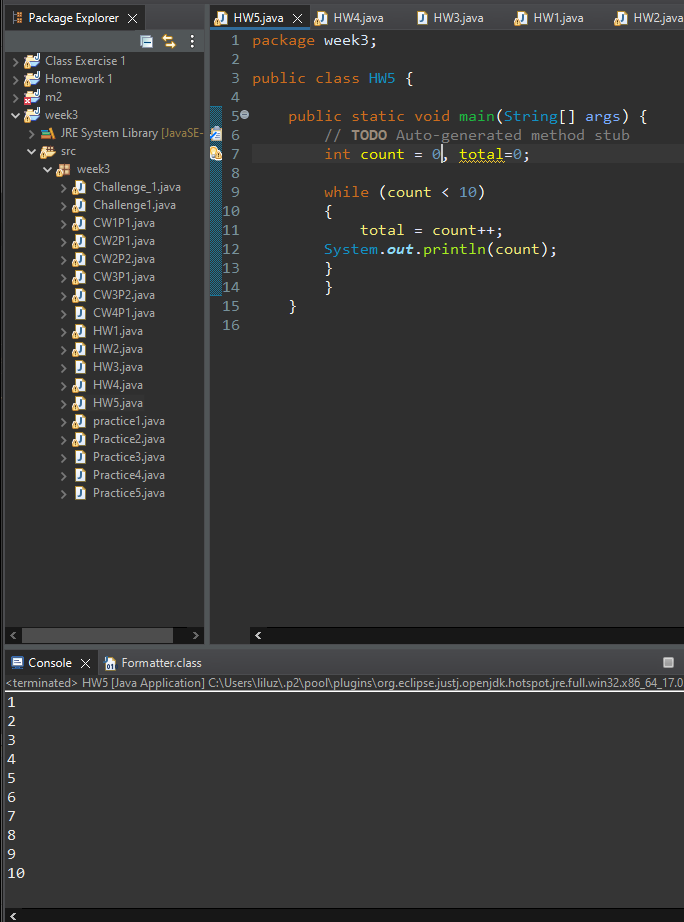 Package Explorer
Class Exercise 1
Homework 1
m2
week3
JRE System Library [JavaSE-
src
week3
Challenge_1.java
Challenge1.java
CW1P1.java
CW2P1.java
CW2P2.java
CW3P1.java
CW3P2.java
CW4P1.java
HW1.java
HW2.java
HW3.java
HW4.java
HW5.java
practice1.java
Practice2.java
Practice3.java
Practice4.java
Practice5.java
HW5.java HW4.java HW3.java HW1.java HW2.java
1 package week3;
2
3 public class HW5 {
4
5 public static void main(String[] args) {
6 // TODO Auto-generated method stub
7 int count = 0, total=0;
8
9 while (count < 10)
10 {
11 total = count++;
12 System.out.println(count);
13 }
14 }
15 }
16
Console Formatter.class
<terminated> HW5 [Java Application] C:\Users\liluz\.p2\pool\plugins\org.eclipse.justj.openjdk.hotspot.jre.full.win32.x86_64_17.0
1
2
3
4
5
6
7
8
9
10